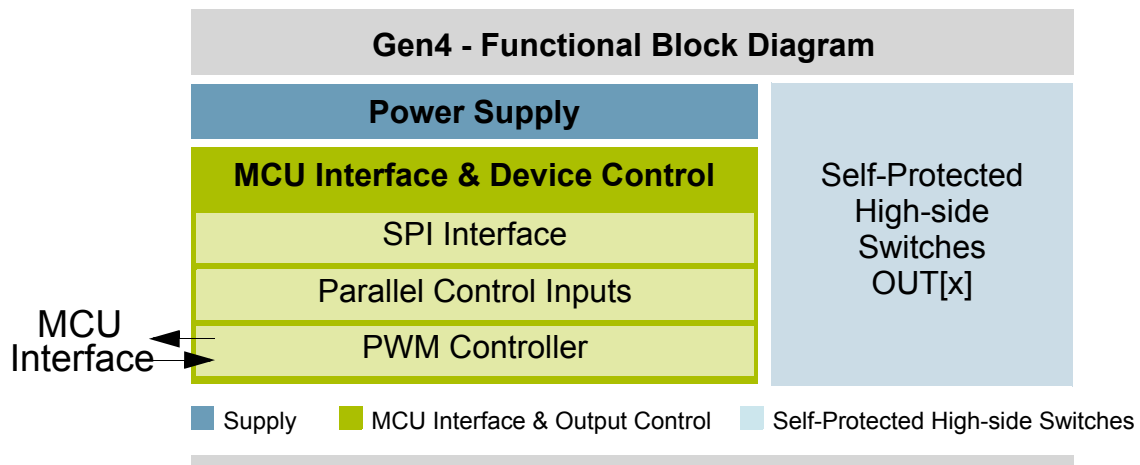 Gen4 - Functional Block Diagram
Power Supply
MCU Interface & Device Control
SPI Interface
Parallel Control Inputs
PWM Controller
Self-Protected
High-side
Switches
OUT[x]
MCU
Interface
Supply
MCU Interface & Output Control
Self-Protected High-side Switches